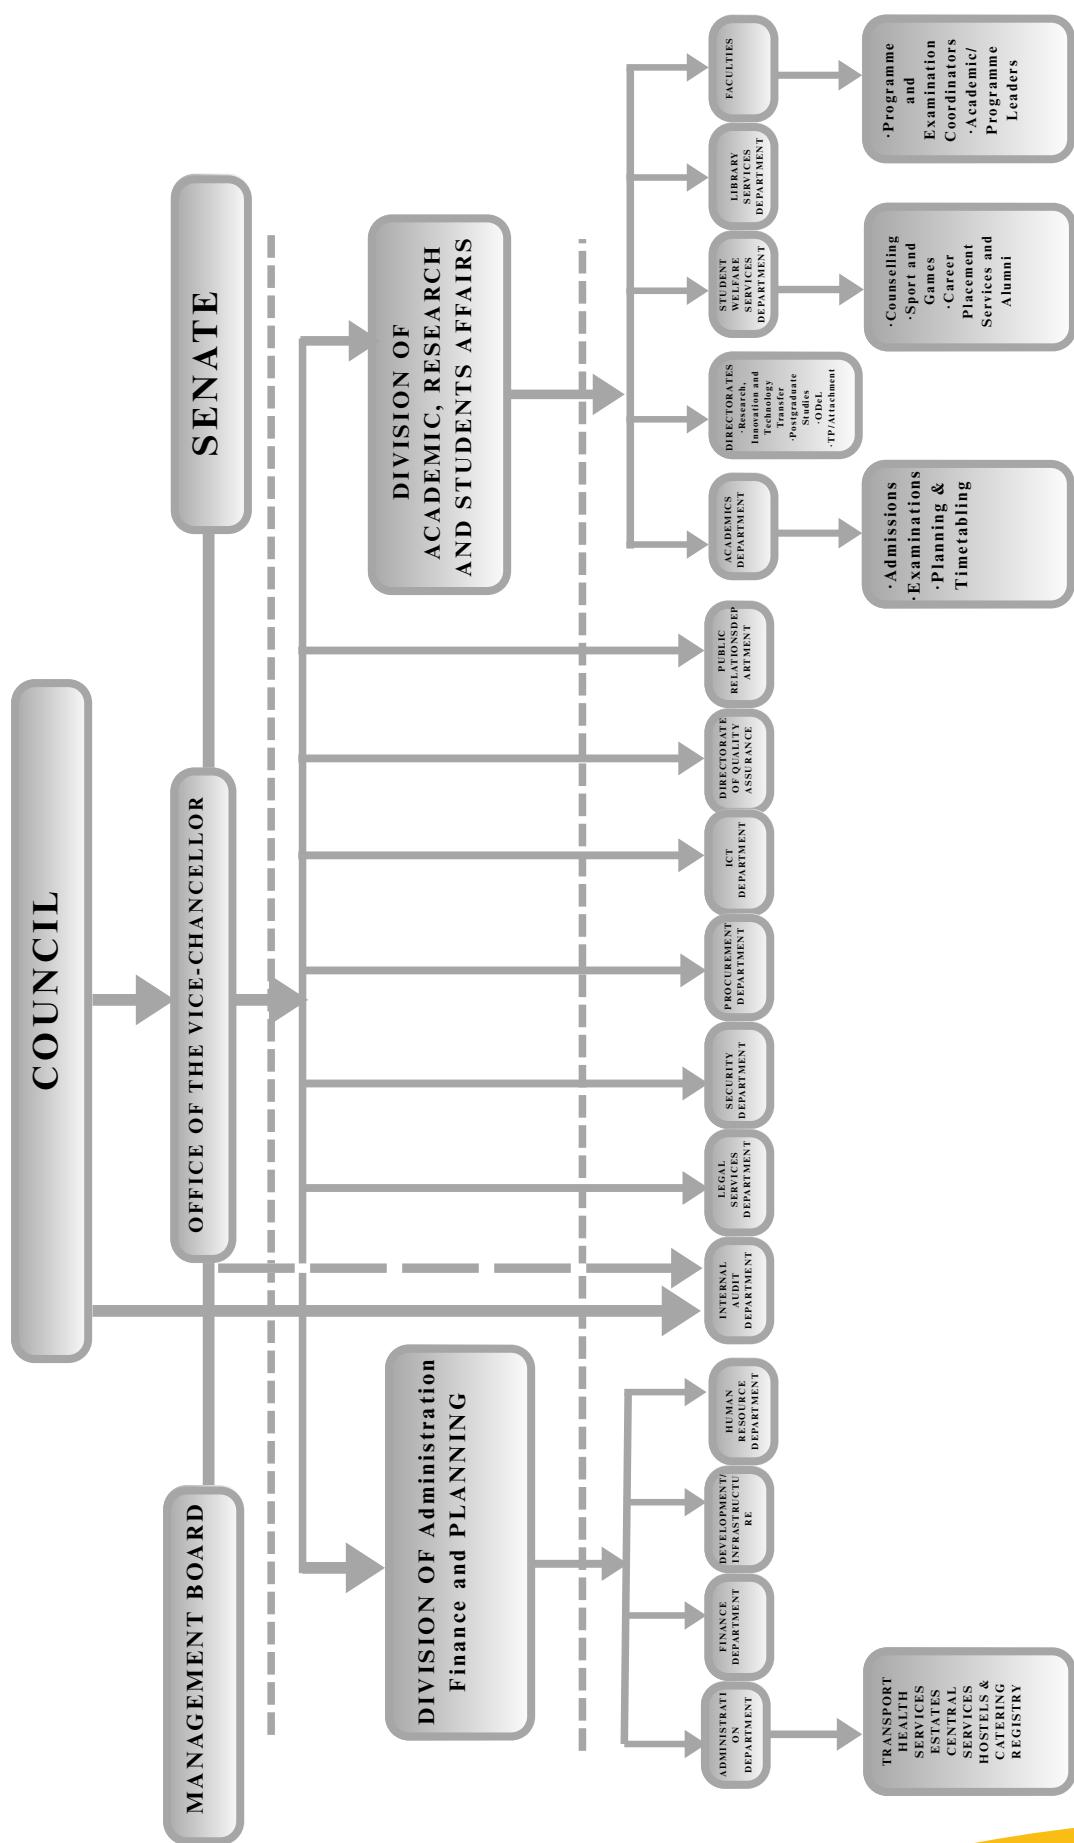 COUNCIL
MANAGEMENT BOARD
OFFICE OF THE VICE-CHANCELLOR
SENATE
DIVISION OF Administration
Finance and PLANNING
DIVISION OF
ACADEMIC, RESEARCH
AND STUDENTS AFFAIRS
ADMINISTRATI
ON
DEPARTMENT
FINANCE
DEPARTMENT
DEVELOPMENT/
INFRASTRUCTU
RE
HUMAN
RESOURCE
DEPARTMENT
INTERNAL
AUDIT
DEPARTMENT
LEGAL
SERVICES
DEPARTMENT
SECURITY
DEPARTMENT
PROCUREMENT
DEPARTMENT
ICT
DEPARTMENT
DIRECTORATE
OF QUALITY
ASSURANCE
PUBLIC
RELATIONSDEP
ARTMENT
ACADEMICS
DEPARTMENT
DIRECTORATES
·Research,
Innovation and
Technology
Transfer
·Postgraduate
Studies
·ODeL
·TP/Attachment
STUDENT
WELFARE
SERVICES
DEPARTMENT
LIBRARY
SERVICES
DEPARTMENT
FACULTIES
TRANSPORT
HEALTH
SERVICES
ESTATES
CENTRAL
SERVICES
HOSTELS &
CATERING
REGISTRY
·Admissions
·Examinations
·Planning &
Timetabling
·Counselling
·Sport and
Games
·Career
Placement
Services and
Alumni
·Programme
and
Examination
Coordinators
·Academic/
Programme
Leaders